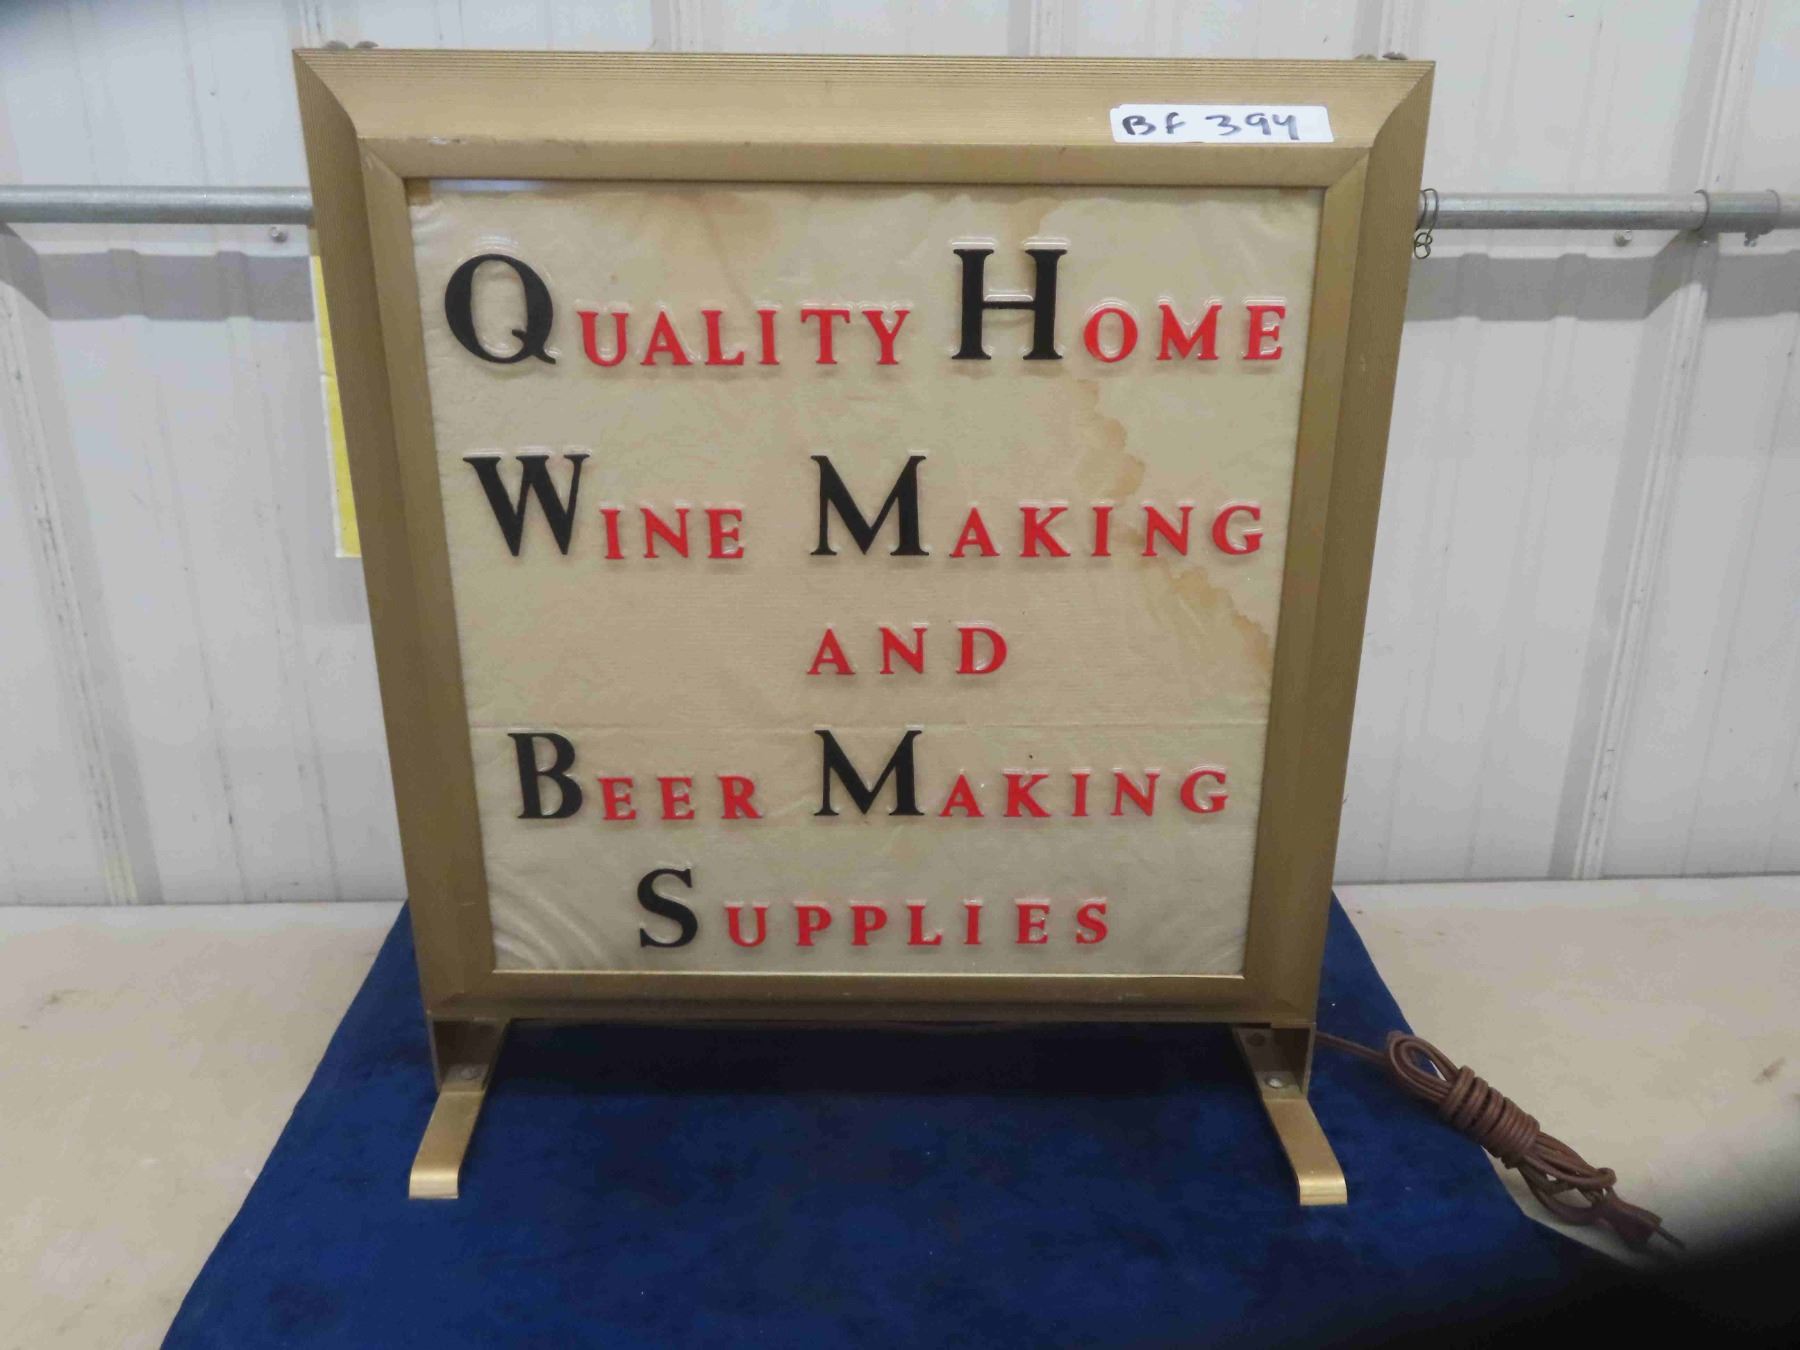 BF 394
QUALITY HOME
WINE MAKING
AND
BEER MAKING
SUPPLIES